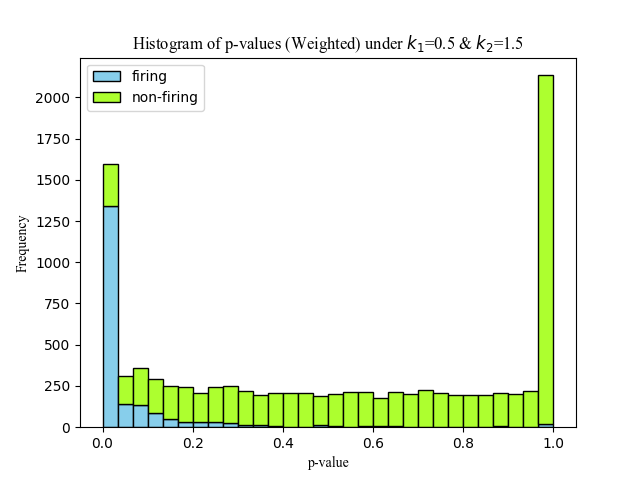 Histogram of p-values (Weighted) under k₁=0.5 & k₂=1.5
firing
non-firing
Frequency
2000
1750
1500
1250
1000
750
500
250
0
0.0 0.2 0.4 0.6 0.8 1.0
p-value